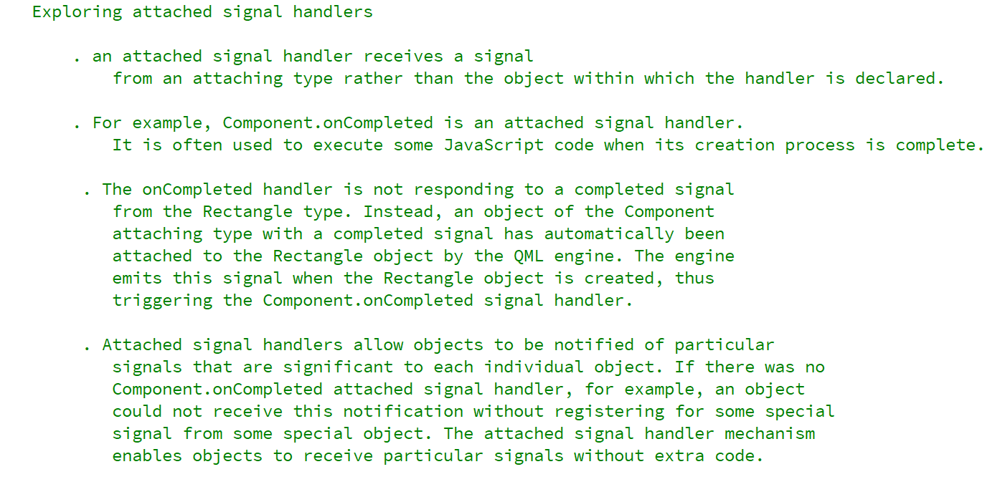 Exploring attached signal handlers
. an attached signal handler receives a signal
from an attaching type rather than the object within which the handler is declared.
. For example, Component.onCompleted is an attached signal handler.
It is often used to execute some JavaScript code when its creation process is complete.
. The onCompleted handler is not responding to a completed signal
from the Rectangle type. Instead, an object of the Component
attaching type with a completed signal has automatically been
attached to the Rectangle object by the QML engine. The engine
emits this signal when the Rectangle object is created, thus
triggering the Component.onCompleted signal handler.
. Attached signal handlers allow objects to be notified of particular
signals that are significant to each individual object. If there was no
Component.onCompleted attached signal handler, for example, an object
could not receive this notification without registering for some special
signal from some special object. The attached signal handler mechanism
enables objects to receive particular signals without extra code.